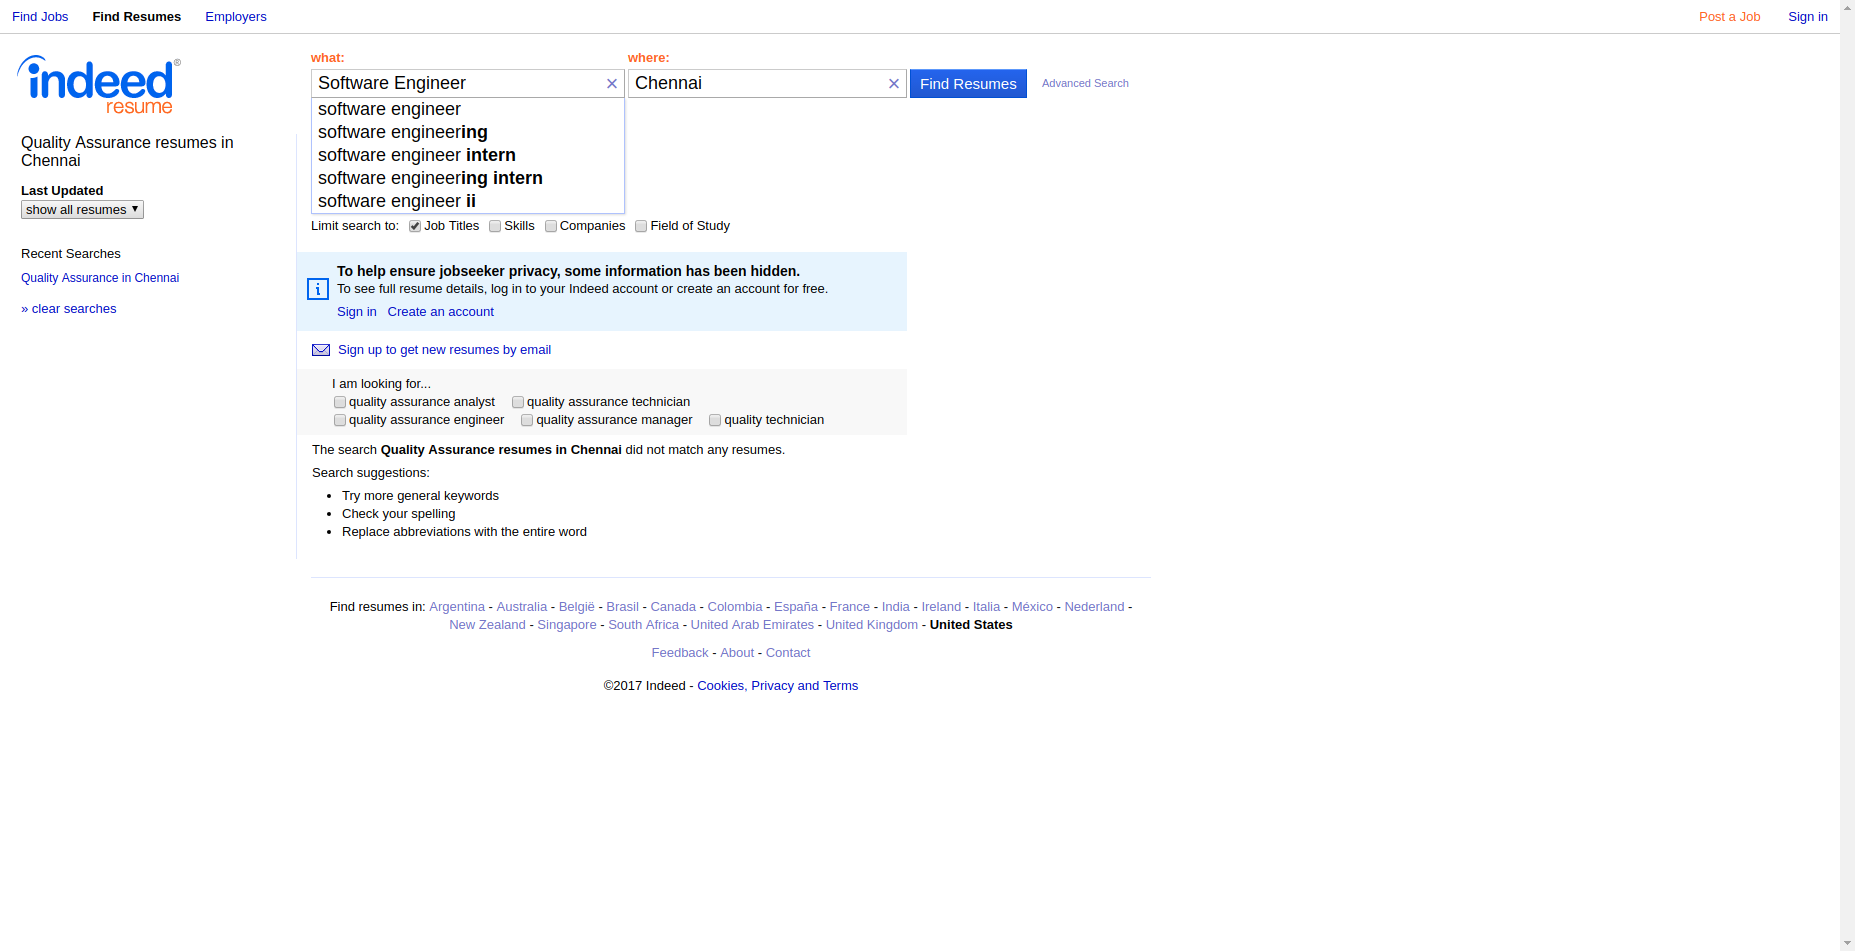 Find Jobs Find Resumes Employers Post a Job Sign in
indeed®
resume
what: where:
Software Engineer × Chennai × Find Resumes Advanced Search
software engineer
software engineering
software engineer intern
software engineering intern
software engineer ii
Quality Assurance resumes in
Chennai
Last Updated
show all resumes
Recent Searches
Quality Assurance in Chennai
» clear searches
Limit search to: Job Titles Skills Companies Field of Study
To help ensure jobseeker privacy, some information has been hidden.
To see full resume details, log in to your Indeed account or create an account for free.
Sign in Create an account
Sign up to get new resumes by email
I am looking for...
quality assurance analyst quality assurance technician
quality assurance engineer quality assurance manager quality technician
The search Quality Assurance resumes in Chennai did not match any resumes.
Search suggestions:
• Try more general keywords
• Check your spelling
• Replace abbreviations with the entire word
Find resumes in: Argentina - Australia - België - Brasil - Canada - Colombia - España - France - India - Ireland - Italia - México - Nederland -
New Zealand - Singapore - South Africa - United Arab Emirates - United Kingdom - United States
Feedback - About - Contact
©2017 Indeed - Cookies, Privacy and Terms